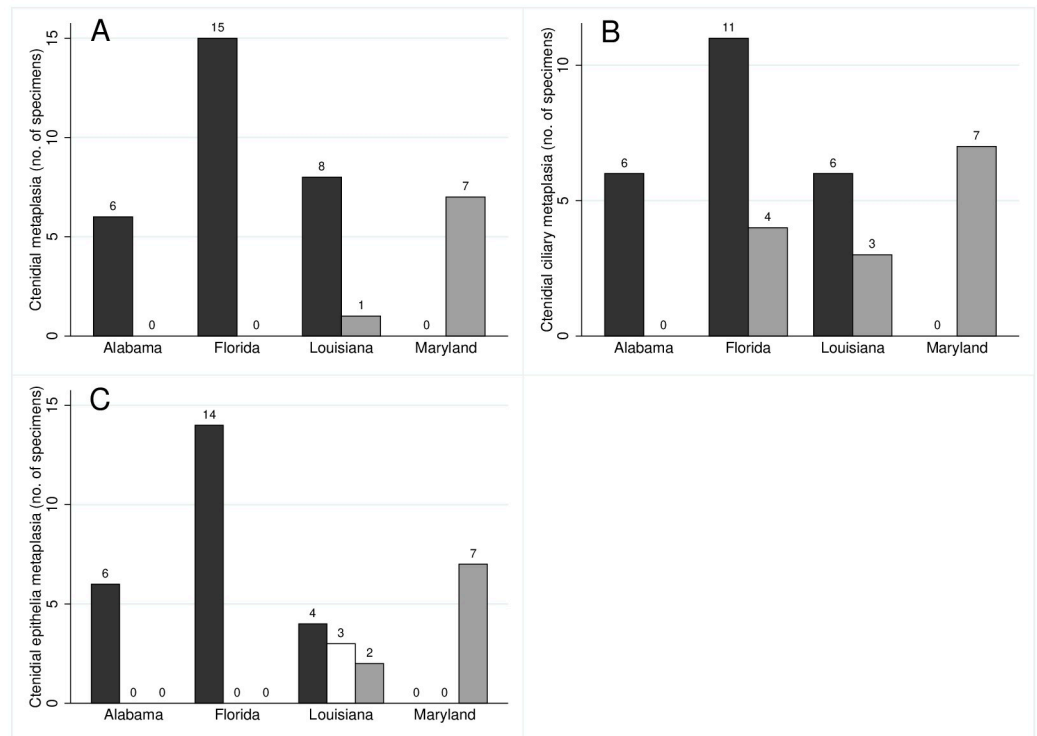 A
Ctenidial metaplasia (no. of specimens)
15
10
5
0
6
0
15
0
8
1
0
7
Alabama
Florida
Louisiana
Maryland
B
Ctenidial ciliary metaplasia (no. of specimens)
10
5
0
6
0
11
4
6
3
0
7
Alabama
Florida
Louisiana
Maryland
C
Ctenidial epithelia metaplasia (no. of specimens)
15
10
5
0
6
0
0
14
0
0
4
3
2
0
0
7
Alabama
Florida
Louisiana
Maryland